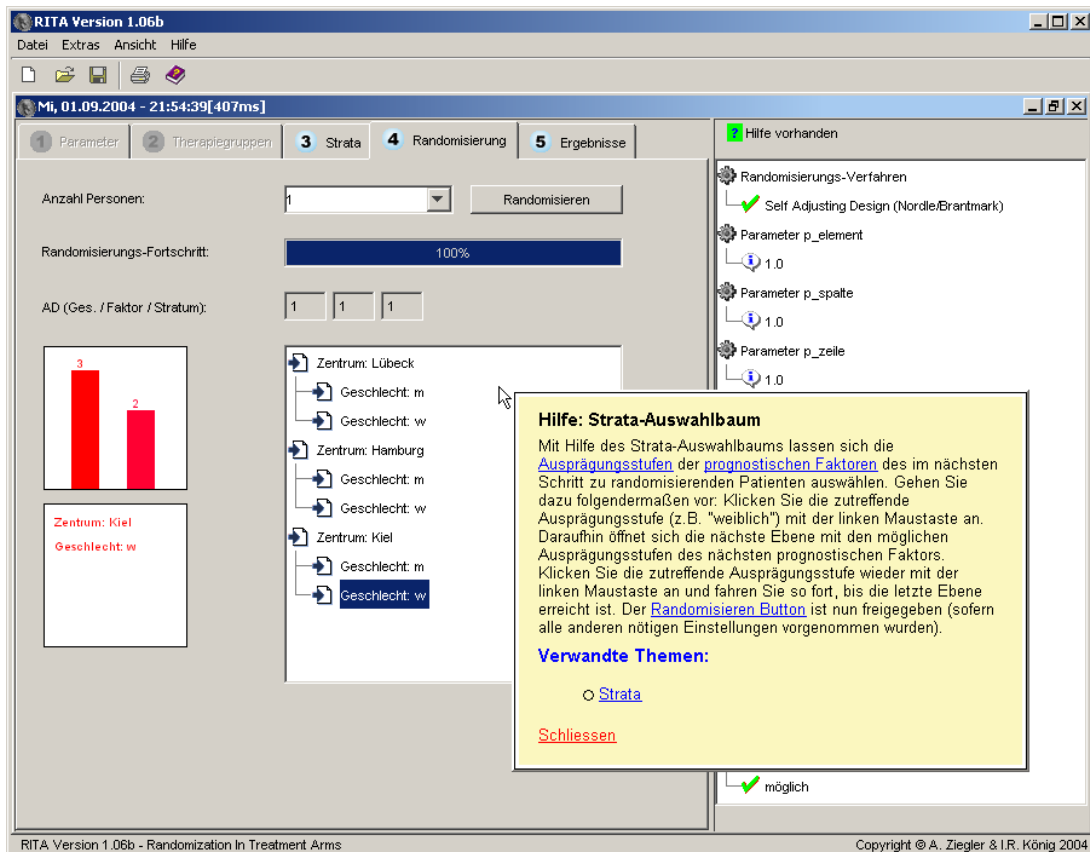 RITA Version 1.06b
Datei Extras Ansicht Hilfe
Mi, 01.09.2004 - 21:54:39[407ms]
1 Parameter 2 Therapiegruppen 3 Strata 4 Randomisierung 5 Ergebnisse
Anzahl Personen: 1 Randomisieren
Randomisierungs-Fortschritt: 100%
AD (Ges. / Faktor / Stratum): 1 1 1
3
2
Zentrum: Kiel
Geschlecht: w
Zentrum: Lübeck
Geschlecht: m
Geschlecht: w
Zentrum: Hamburg
Geschlecht: m
Geschlecht: w
Zentrum: Kiel
Geschlecht: m
Geschlecht: w
? Hilfe vorhanden
Randomisierungs-Verfahren
Self Adjusting Design (Nordle/Brantmark)
Parameter p_element
1.0
Parameter p_spalte
1.0
Parameter p_zeile
1.0
Hilfe: Strata-Auswahlbaum
Mit Hilfe des Strata-Auswahlbaums lassen sich die
Ausprägungsstufen der prognostischen Faktoren des im nächsten
Schritt zu randomisierenden Patienten auswählen. Gehen Sie
dazu folgendermaßen vor: Klicken Sie die zutreffende
Ausprägungsstufe (z.B. "weiblich") mit der linken Maustaste an.
Daraufhin öffnet sich die nächste Ebene mit den möglichen
Ausprägungsstufen des nächsten prognostischen Faktors.
Klicken Sie die zutreffende Ausprägungsstufe wieder mit der
linken Maustaste an und fahren Sie so fort, bis die letzte Ebene
erreicht ist. Der Randomisieren Button ist nun freigegeben (sofern
alle anderen nötigen Einstellungen vorgenommen wurden).
Verwandte Themen:
Strata
Schliessen
möglich
RITA Version 1.06b - Randomization In Treatment Arms
Copyright © A. Ziegler & I.R. König 2004